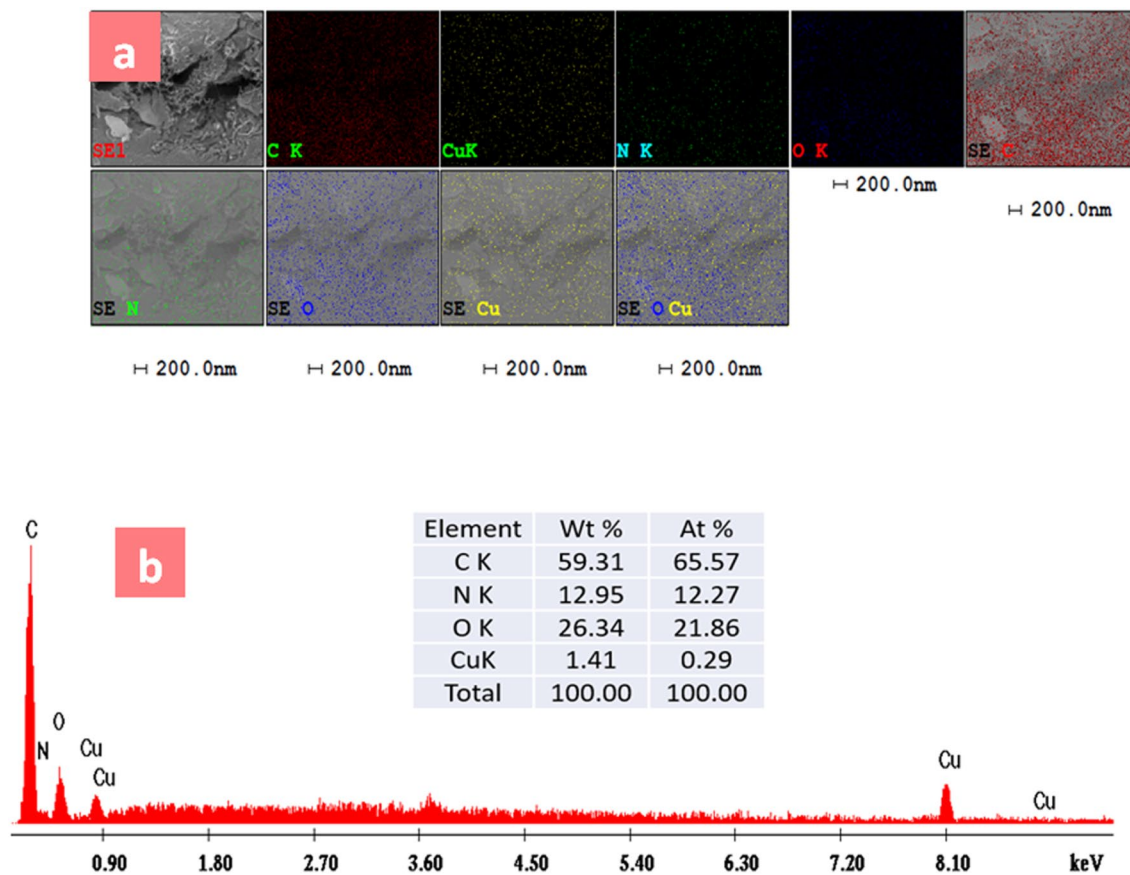 a
SE1
C K
CuK
N K
O K
SE C
200.0nm
200.0nm
SE N
SE O
SE Cu
SE O Cu
200.0nm
200.0nm
200.0nm
200.0nm
b
Element Wt % At %
C K 59.31 65.57
N K 12.95 12.27
O K 26.34 21.86
CuK 1.41 0.29
Total 100.00 100.00
C
N
O
Cu
Cu
Cu
Cu
0.90 1.80 2.70 3.60 4.50 5.40 6.30 7.20 8.10 keV